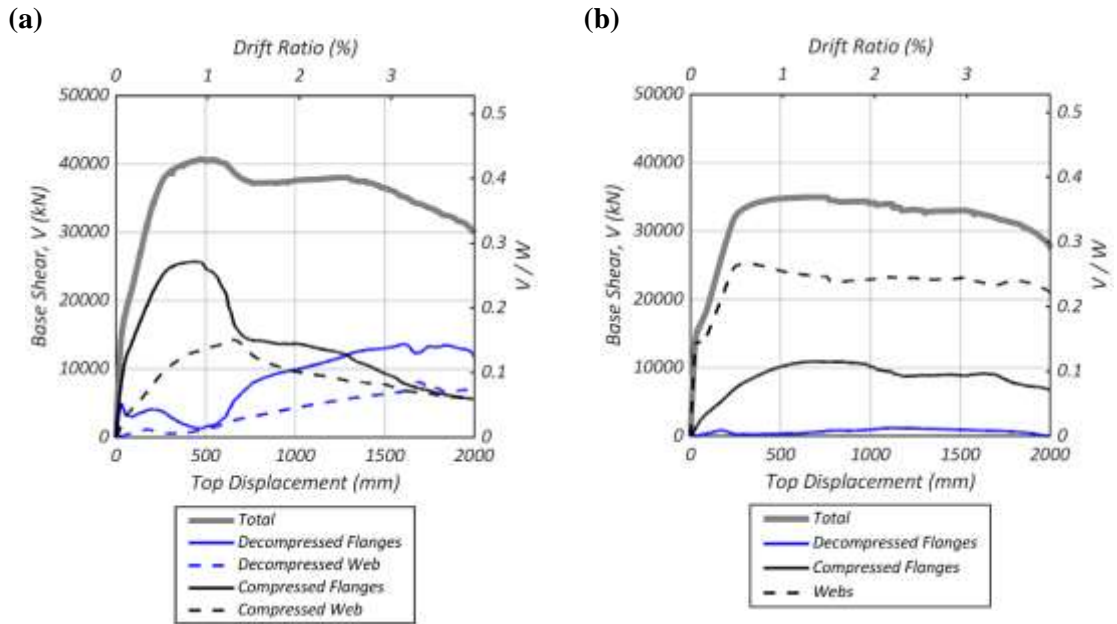 (a)
Drift Ratio (%)
0 1 2 3
50000
40000
30000
20000
10000
0
Base Shear, V (kN)
0.5
0.4
0.3
0.2
0.1
0
V / W
0 500 1000 1500 2000
Top Displacement (mm)
Total
Decompressed Flanges
Decompressed Web
Compressed Flanges
Compressed Web
(b)
Drift Ratio (%)
0 1 2 3
50000
40000
30000
20000
10000
0
Base Shear, V (kN)
0.5
0.4
0.3
0.2
0.1
0
V / W
0 500 1000 1500 2000
Top Displacement (mm)
Total
Decompressed Flanges
Compressed Flanges
Webs